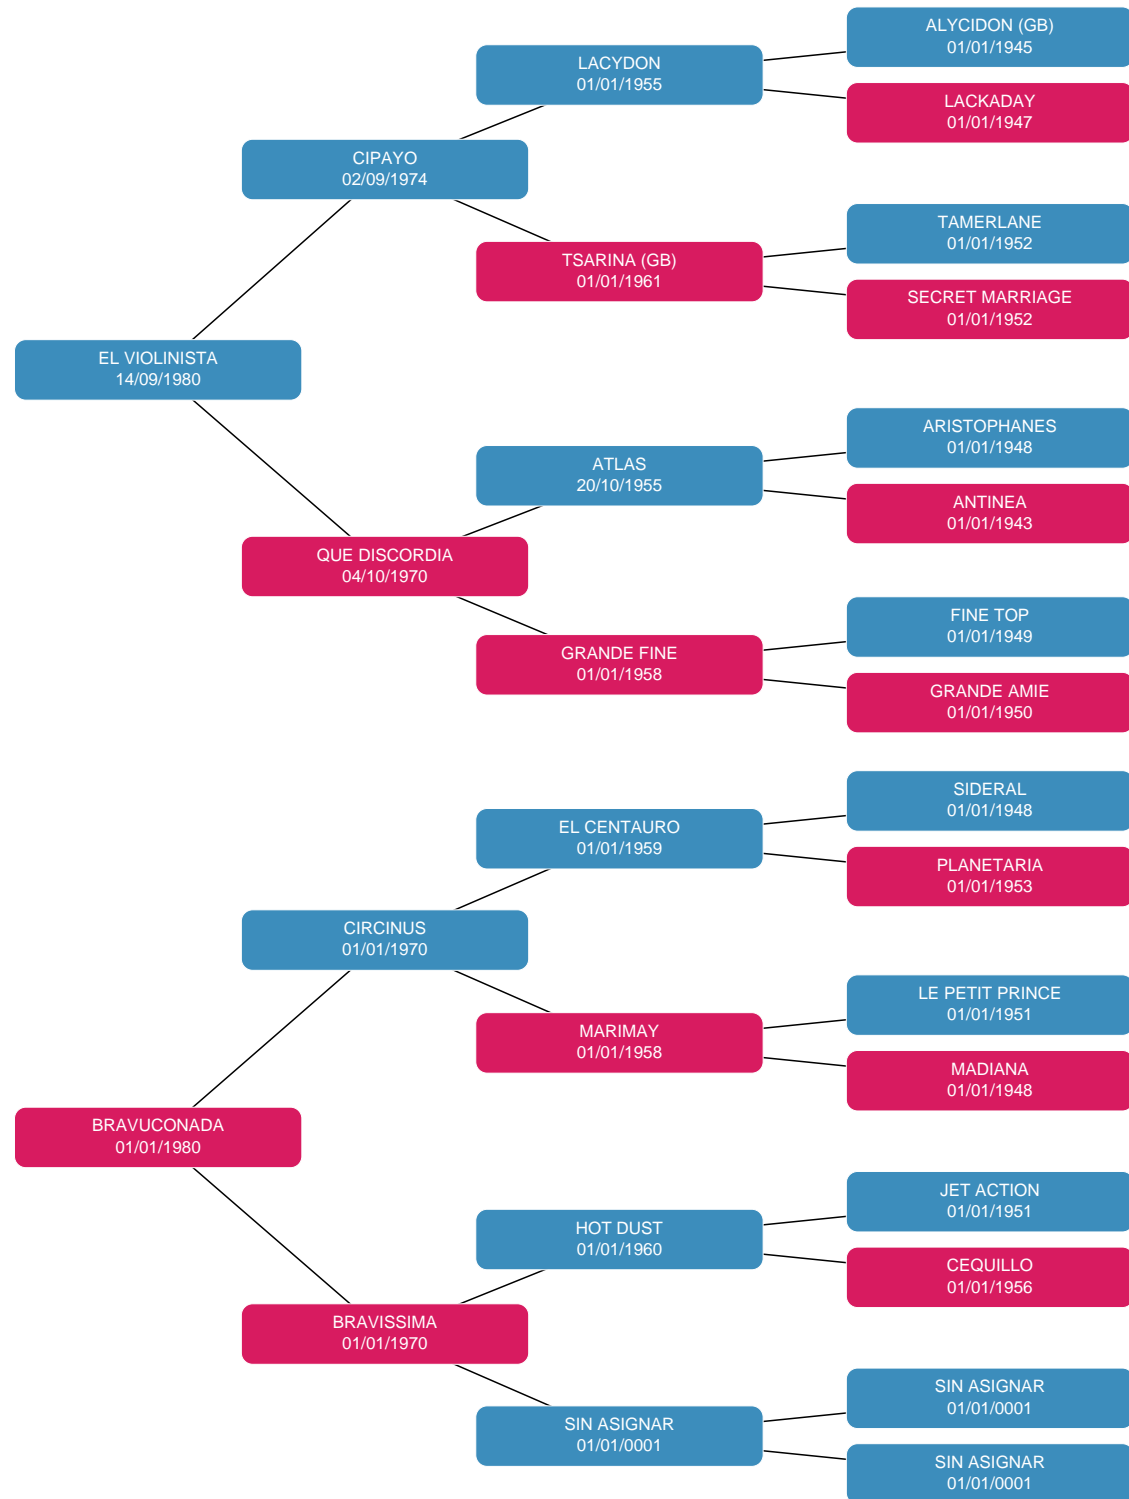 ALYCIDON (GB)
01/01/1945
LACYDON
01/01/1955
LACKADAY
01/01/1947
CIPAYO
02/09/1974
TAMERLANE
01/01/1952
TSARINA (GB)
01/01/1961
SECRET MARRIAGE
01/01/1952
EL VIOLINISTA
14/09/1980
ARISTOPHANES
01/01/1948
ATLAS
20/10/1955
ANTINEA
01/01/1943
QUE DISCORDIA
04/10/1970
FINE TOP
01/01/1949
GRANDE FINE
01/01/1958
GRANDE AMIE
01/01/1950
SIDERAL
01/01/1948
EL CENTAURO
01/01/1959
PLANETARIA
01/01/1953
CIRCINUS
01/01/1970
LE PETIT PRINCE
01/01/1951
MARIMAY
01/01/1958
MADIANA
01/01/1948
BRAVUCONADA
01/01/1980
JET ACTION
01/01/1951
HOT DUST
01/01/1960
CEQUILLO
01/01/1956
BRAVISSIMA
01/01/1970
SIN ASIGNAR
01/01/0001
SIN ASIGNAR
01/01/0001
SIN ASIGNAR
01/01/0001